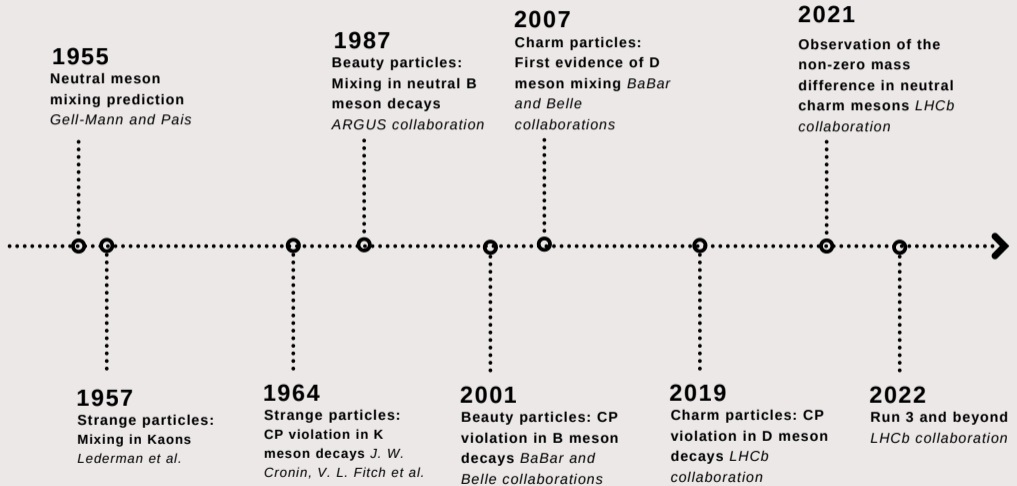 1955
Neutral meson
mixing prediction
Gell-Mann and Pais
1987
Beauty particles:
Mixing in neutral B
meson decays
ARGUS collaboration
2007
Charm particles:
First evidence of D
meson mixing BaBar
and Belle
collaborations
2021
Observation of the
non-zero mass
difference in neutral
charm mesons LHCb
collaboration
1957
Strange particles:
Mixing in Kaons
Lederman et al.
1964
Strange particles:
CP violation in K
meson decays J. W.
Cronin, V. L. Fitch et al.
2001
Beauty particles: CP
violation in B meson
decays BaBar and
Belle collaborations
2019
Charm particles: CP
violation in D meson
decays LHCb
collaboration
2022
Run 3 and beyond
LHCb collaboration